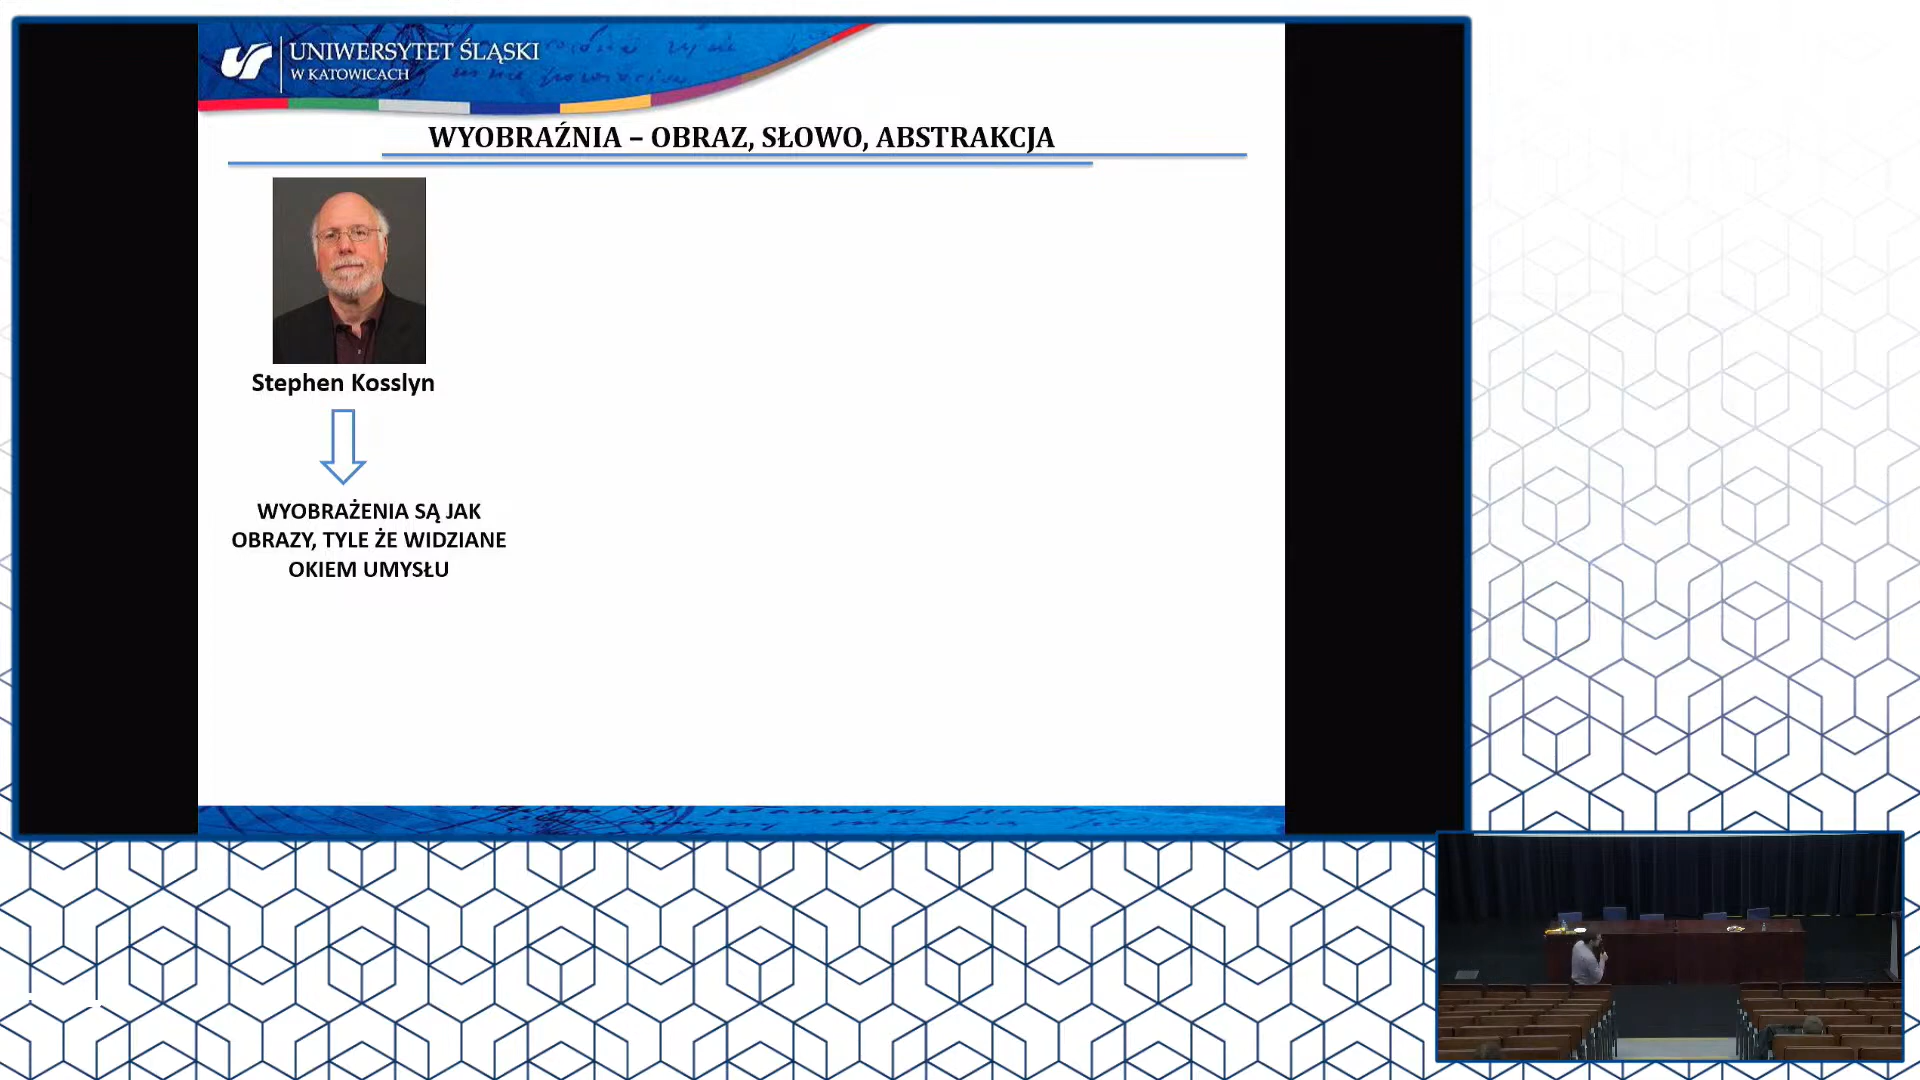 UNIWERSYTET ŚLĄSKI
W KATOWICACH
WYOBRAŹNIA – OBRAZ, SŁOWO, ABSTRAKCJA
Stephen Kosslyn
WYOBRAŻENIA SĄ JAK
OBRAZY, TYLE ŻE WIDZIANE
OKIEM UMYSŁU